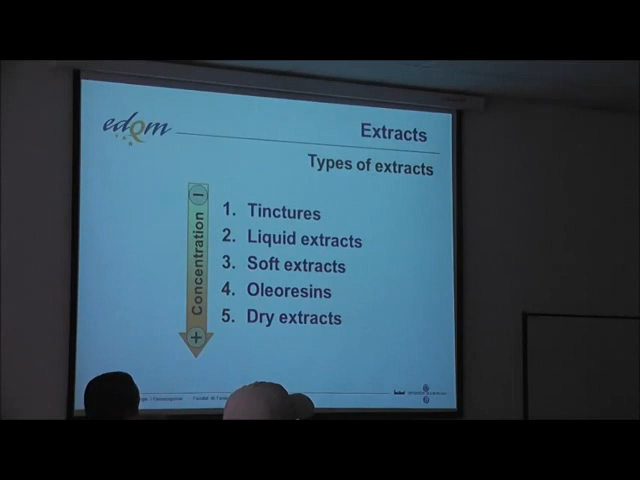 edqm
Extracts
Types of extracts
−
Concentration
+
1. Tinctures
2. Liquid extracts
3. Soft extracts
4. Oleoresins
5. Dry extracts